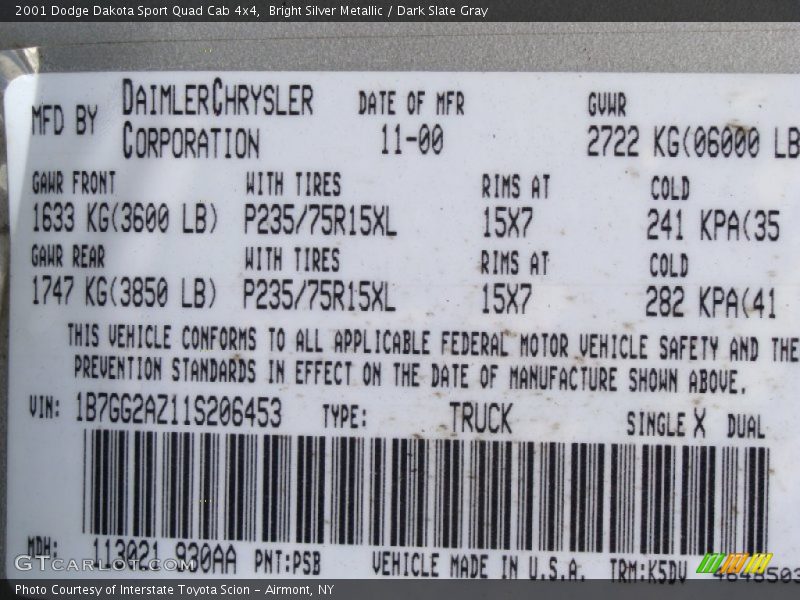 2001 Dodge Dakota Sport Quad Cab 4x4,  Bright Silver Metallic / Dark Slate Gray
MFD BY DAIMLERCHRYSLER CORPORATION DATE OF MFR 11-00 GVWR 2722 KG(06000 LB
GAWR FRONT WITH TIRES RIMS AT COLD
1633 KG(3600 LB) P235/75R15XL 15X7 241 KPA(35
GAWR REAR WITH TIRES RIMS AT COLD
1747 KG(3850 LB) P235/75R15XL 15X7 282 KPA(41
THIS VEHICLE CONFORMS TO ALL APPLICABLE FEDERAL MOTOR VEHICLE SAFETY AND THE
PREVENTION STANDARDS IN EFFECT ON THE DATE OF MANUFACTURE SHOWN ABOVE.
VIN: 1B7GG2AZ11S206453 TYPE: TRUCK SINGLE X DUAL
MDH: 113021 930AA PNT:PSB VEHICLE MADE IN U.S.A. TRM:K5DV 4648503
GTCARLOT.COM
Photo Courtesy of Interstate Toyota Scion - Airmont, NY